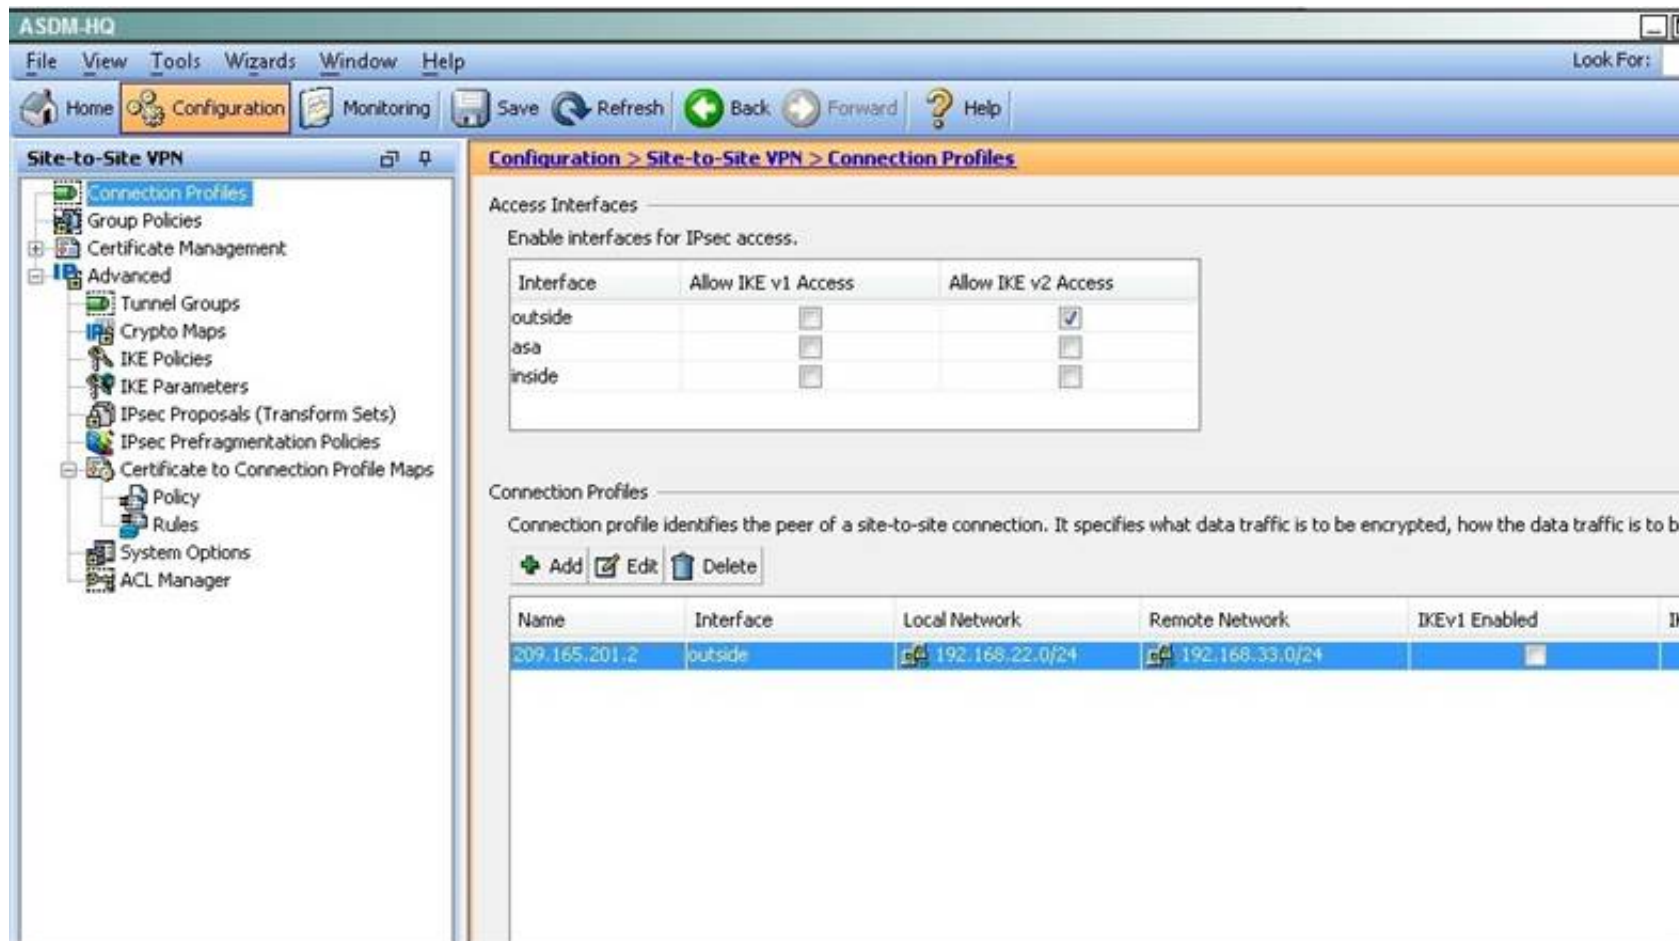 ASDM-HQ
File View Tools Wizards Window Help Look For:
Home Configuration Monitoring Save Refresh Back Forward Help
Site-to-Site VPN
Connection Profiles
Group Policies
Certificate Management
Advanced
Tunnel Groups
Crypto Maps
IKE Policies
IKE Parameters
IPsec Proposals (Transform Sets)
IPsec Prefragmentation Policies
Certificate to Connection Profile Maps
Policy
Rules
System Options
ACL Manager
Configuration > Site-to-Site VPN > Connection Profiles
Access Interfaces
Enable interfaces for IPsec access.
Interface Allow IKE v1 Access Allow IKE v2 Access
outside
asa
inside
Connection Profiles
Connection profile identifies the peer of a site-to-site connection. It specifies what data traffic is to be encrypted, how the data traffic is to b
Add Edit Delete
Name Interface Local Network Remote Network IKEv1 Enabled
209.165.201.2 outside 192.168.22.0/24 192.168.33.0/24